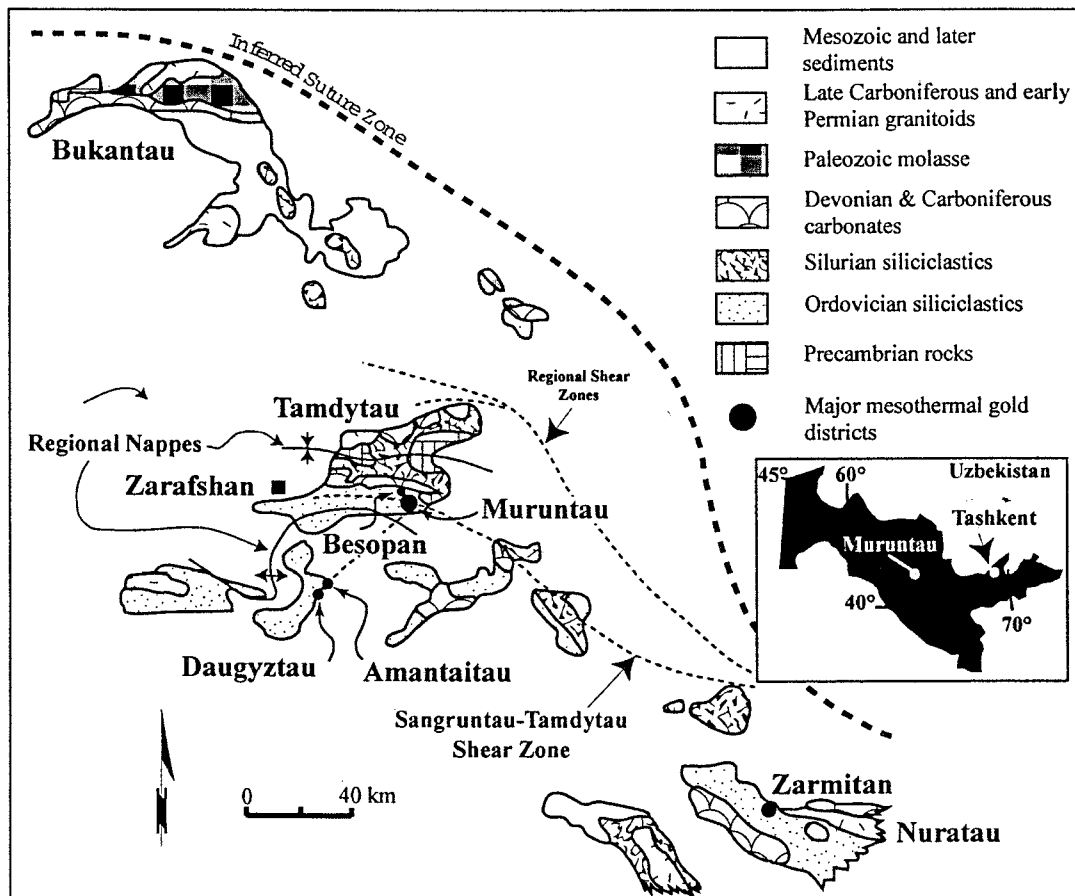 Inferred Suture Zone
Bukantau
Mesozoic and later
sediments
Late Carboniferous and early
Permian granitoids
Paleozoic molasse
Devonian & Carboniferous
carbonates
Silurian siliciclastics
Ordovician siliciclastics
Precambrian rocks
Major mesothermal gold
districts
Regional Shear
Zones
Tamdytau
Regional Nappes
Zarafshan
Muruntau
Besopan
Daugyztau
Amantaitau
Sangruntau-Tamdytau
Shear Zone
45°
60°
Uzbekistan
Tashkent
Muruntau
40°
70°
N
0 40 km
Zarmitan
Nuratau